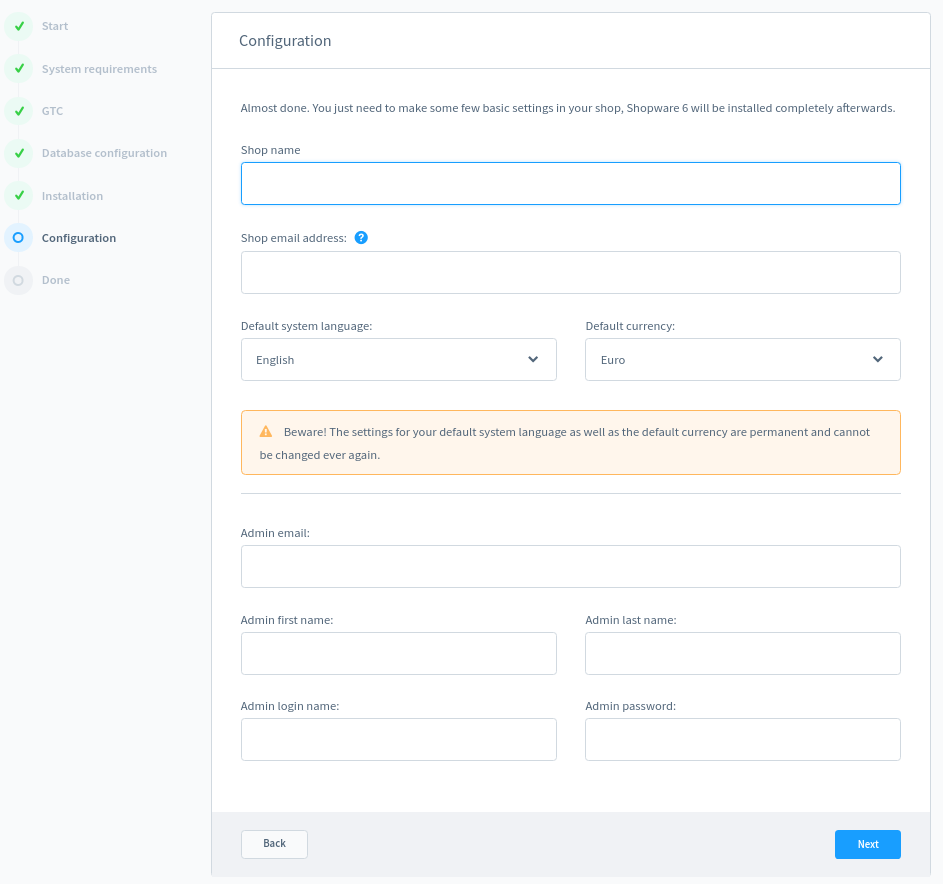 Start
System requirements
GTC
Database configuration
Installation
Configuration
Done
Configuration
Almost done. You just need to make some few basic settings in your shop, Shopware 6 will be installed completely afterwards.
Shop name
Shop email address: ?
Default system language:
Default currency:
English
Euro
Beware! The settings for your default system language as well as the default currency are permanent and cannot
be changed ever again.
Admin email:
Admin first name:
Admin last name:
Admin login name:
Admin password:
Back
Next